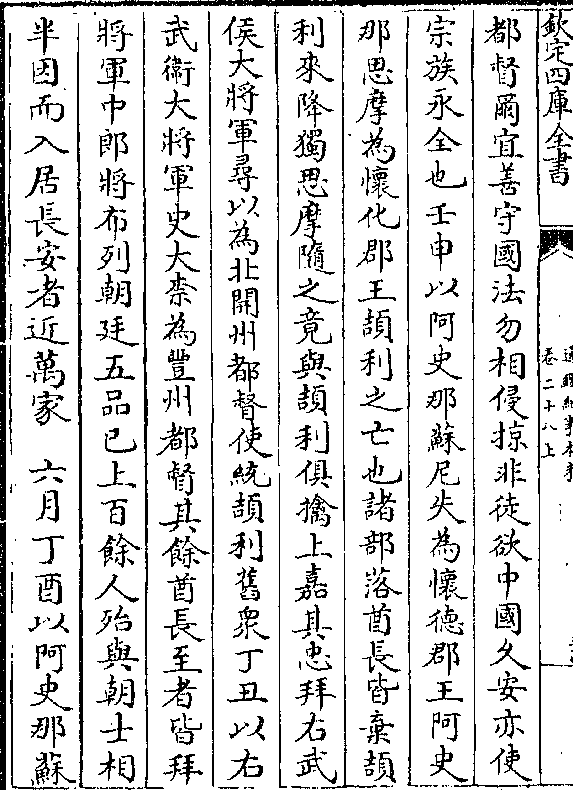 欽定四庫全書
通鑑紀事本末
卷二十八上
都督爾宜善守國法勿相侵掠非徒欲中國久安亦使
宗族永全也壬申以阿史那蘇尼失為懷德郡王阿史
那思摩為懷化郡王頡利之亡也諸部落酋長皆棄頡
利來降獨思摩隨之竟與頡利俱擒上嘉其忠拜右武
侯大將軍尋以為北開州都督使統頡利舊衆丁丑以右
武衛大將軍史大柰為豐州都督其餘酋長至者皆拜
將軍中郎將布列朝廷五品已上百餘人殆與朝士相
半因而入居長安者近萬家　六月丁酉以阿史那蘇